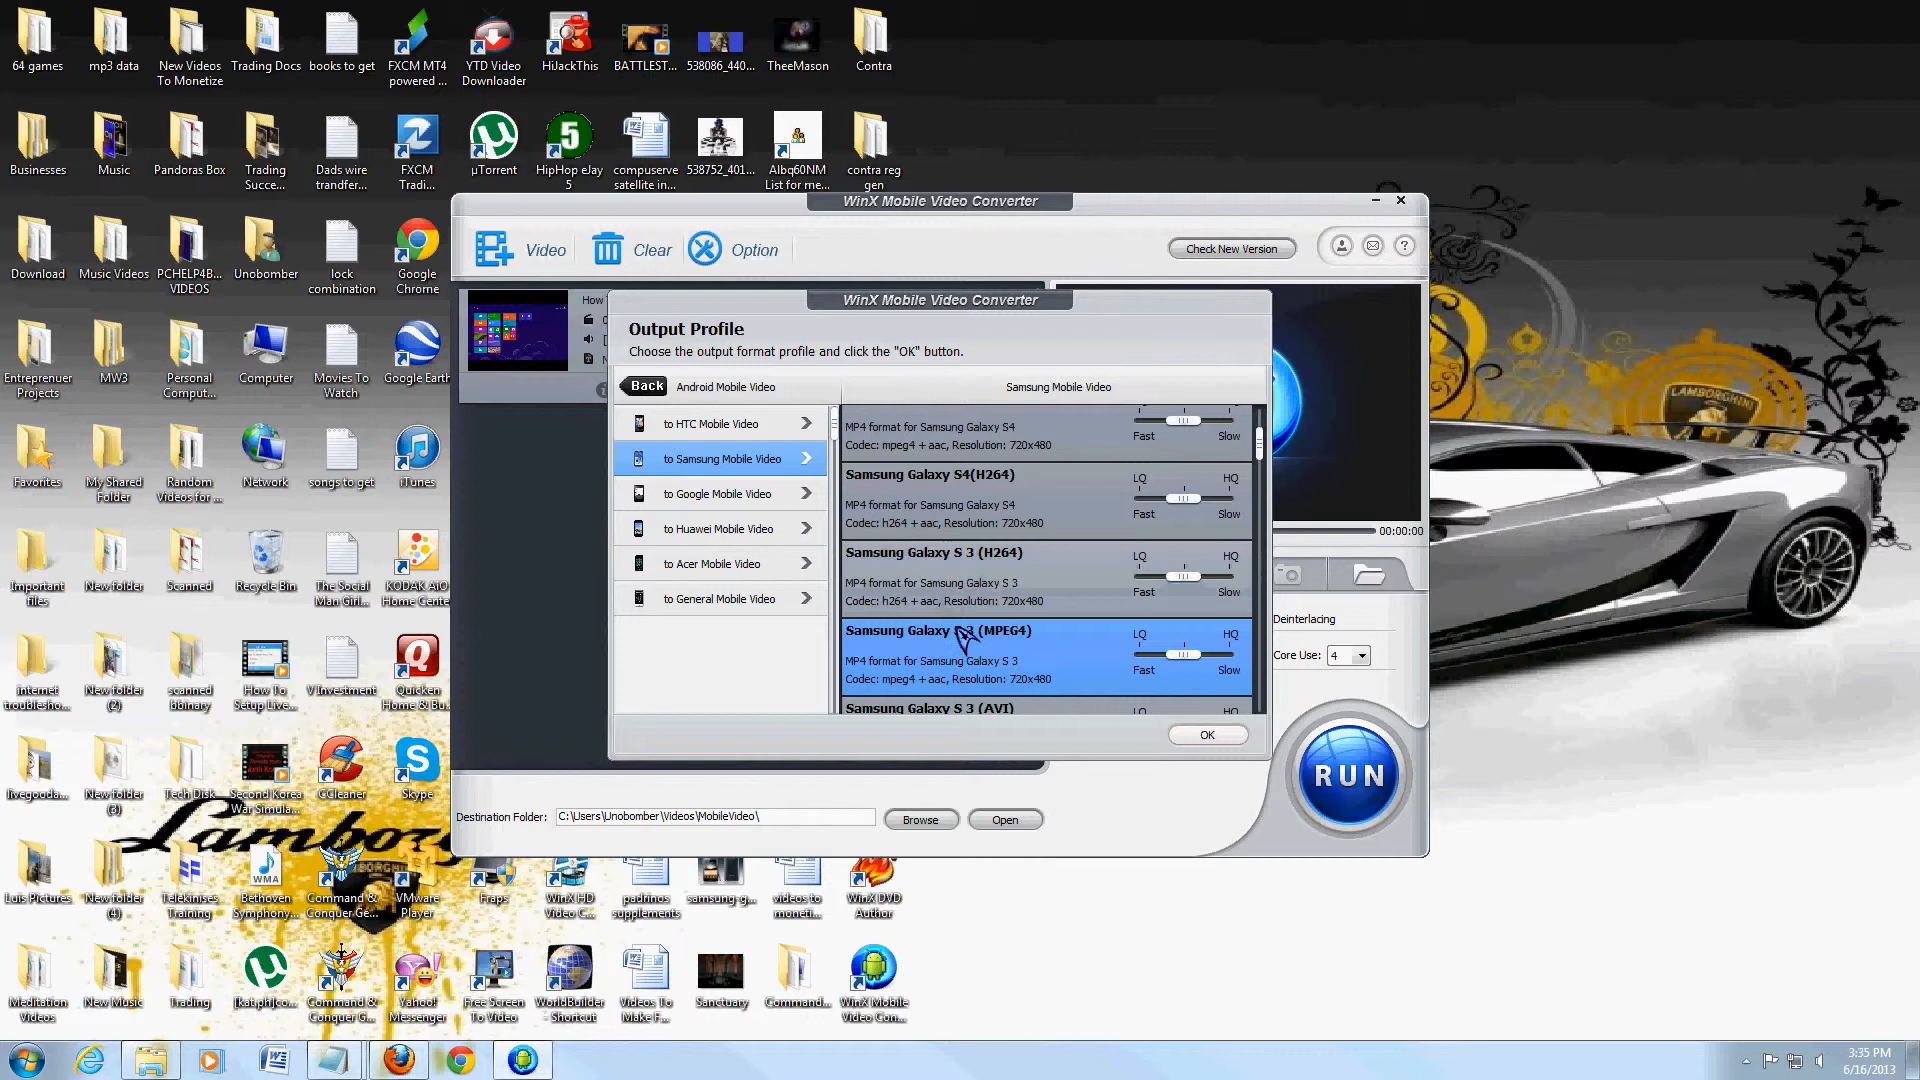 64 games
mp3 data
New Videos
To Monetize
Trading Docs
books to get
FXCM MT4
powered ...
YTD Video
Downloader
HiJackThis
BATTLEST...
538086_440...
TheeMason
Contra
Businesses
Music
Pandoras Box
Trading
Succe...
Dads wire
transfer...
FXCM
Tradi...
µTorrent
HipHop eJay
5
compuserve
satellite in...
538752_401...
Albq60NM
List for me...
contra reg
gen
Download
Music Videos
PCHELP4B...
VIDEOS
Unobomber
lock
combination
Google
Chrome
Entreprenuer
Projects
MW3
Personal
Comput...
Computer
Movies To
Watch
Google Earth
Favorites
My Shared
Folder
Random
Videos for ...
Network
songs to get
iTunes
Important
files
New folder
Scanned
Recycle Bin
The Social
Man Girl...
KODAK AiO
Home Cente
internet
troublesho...
New folder
(2)
scanned
bbinary
How To
Setup Live...
VIinvestment
Quicken
Home & Bu...
livegooda...
New folder
(3)
Tech Disk
Second Korea
War Simula...
CCleaner
Skype
Luis Pictures
New folder
(4)
Telekinises
Training
WMA
Bethoven
Symphony...
Command &
Conquer Ge...
VMware
Player
Fraps
WinX HD
Video C...
padrinos
supplements
samsung-g...
videos to
moneti...
WinX DVD
Author
Meditation
Videos
New Music
Trading
[kat.ph]co...
Command &
Conquer G...
Yahoo!
Messenger
Free Screen
To Video
WorldBuilder
- Shortcut
Videos To
Make F...
Sanctuary
Command...
WinX Mobile
Video Con...
WinX Mobile Video Converter
Video
Clear
Option
Check New Version
How
WinX Mobile Video Converter
Output Profile
Choose the output format profile and click the "OK" button.
Back
Android Mobile Video
Samsung Mobile Video
to HTC Mobile Video
to Samsung Mobile Video
to Google Mobile Video
to Huawei Mobile Video
to Acer Mobile Video
to General Mobile Video
MP4 format for Samsung Galaxy S4
Codec: mpeg4 + aac, Resolution: 720x480
Fast Slow
Samsung Galaxy S4(H264)
LQ HQ
MP4 format for Samsung Galaxy S4
Codec: h264 + aac, Resolution: 720x480
Fast Slow
Samsung Galaxy S 3 (H264)
LQ HQ
MP4 format for Samsung Galaxy S 3
Codec: h264 + aac, Resolution: 720x480
Fast Slow
Samsung Galaxy S 3 (MPEG4)
LQ HQ
MP4 format for Samsung Galaxy S 3
Codec: mpeg4 + aac, Resolution: 720x480
Fast Slow
Samsung Galaxy S 3 (AVI)
LQ HQ
OK
00:00:00
Deinterlacing
Core Use: 4
RUN
Destination Folder: C:\Users\Unobomber\Videos\MobileVideo\
Browse
Open
LAMBORGHINI
3:35 PM
6/16/2013